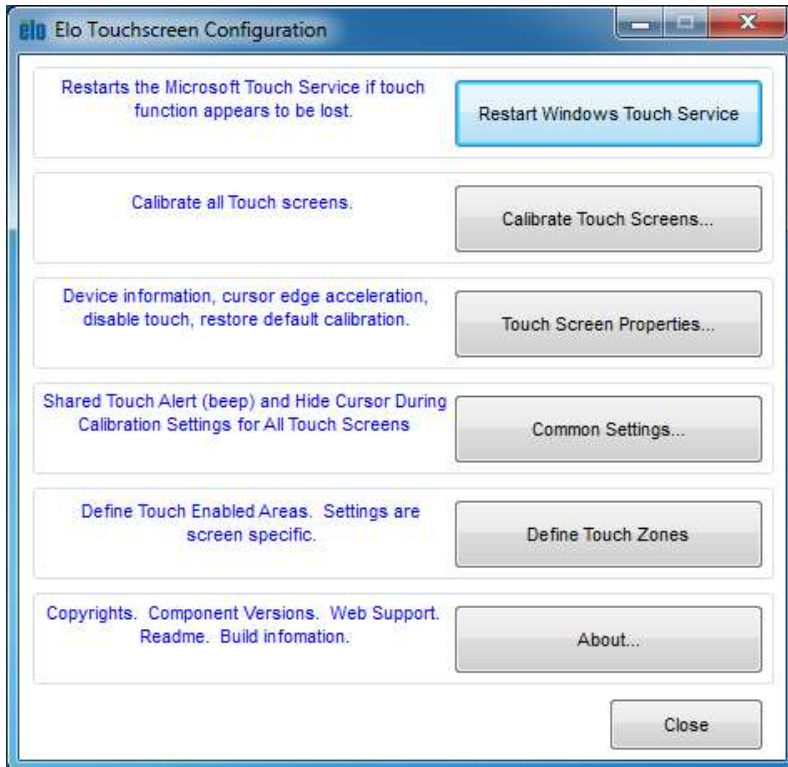 elo Elo Touchscreen Configuration
Restarts the Microsoft Touch Service if touch
function appears to be lost.
Restart Windows Touch Service
Calibrate all Touch screens.
Calibrate Touch Screens...
Device information, cursor edge acceleration,
disable touch, restore default calibration.
Touch Screen Properties...
Shared Touch Alert (beep) and Hide Cursor During
Calibration Settings for All Touch Screens
Common Settings...
Define Touch Enabled Areas.  Settings are
screen specific.
Define Touch Zones
Copyrights.  Component Versions.  Web Support.
Readme.  Build infomation.
About...
Close